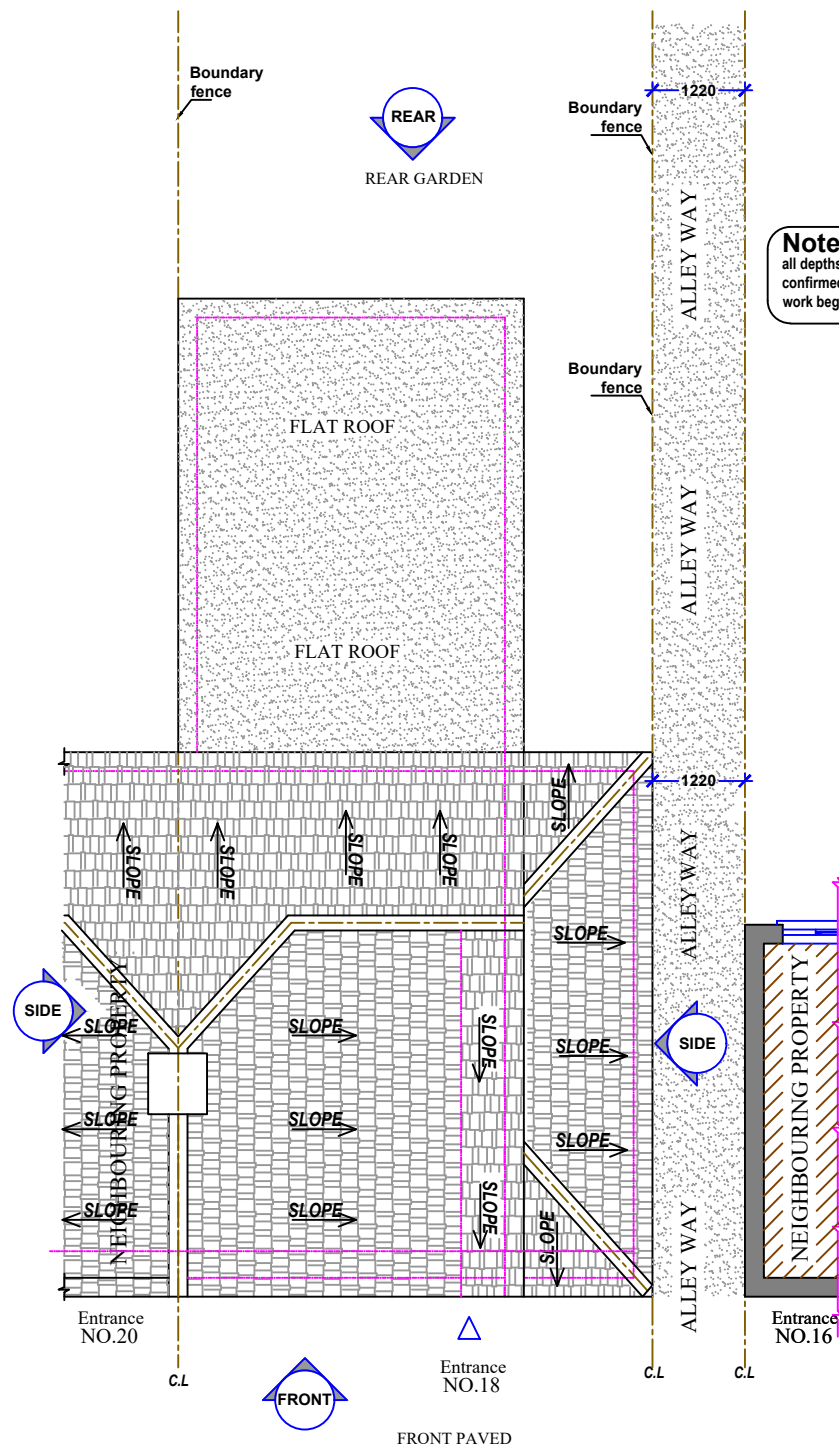 Boundary
fence
REAR
REAR GARDEN
Boundary
fence
1220
ALLEY WAY
Note
all depths
confirmed
work beg
Boundary
fence
FLAT ROOF
ALLEY WAY
FLAT ROOF
1220
SLOPE
SLOPE
SLOPE
SLOPE
SLOPE
ALLEY WAY
SLOPE
NEIGHBOURING PROPERTY
SIDE
SLOPE
SLOPE
SLOPE
SLOPE
SIDE
NEIGHBOURING PROPERTY
SLOPE
SLOPE
SLOPE
SLOPE
SLOPE
SLOPE
SLOPE
ALLEY WAY
Entrance
NO.20
Entrance
NO.16
Entrance
NO.18
C.L
C.L
C.L
FRONT
FRONT PAVED